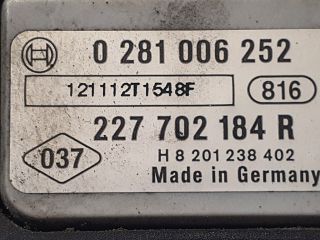 0 281 006 252
121112T1548F 816
227 702 184 R
037 H 8 201 238 402
Made in Germany